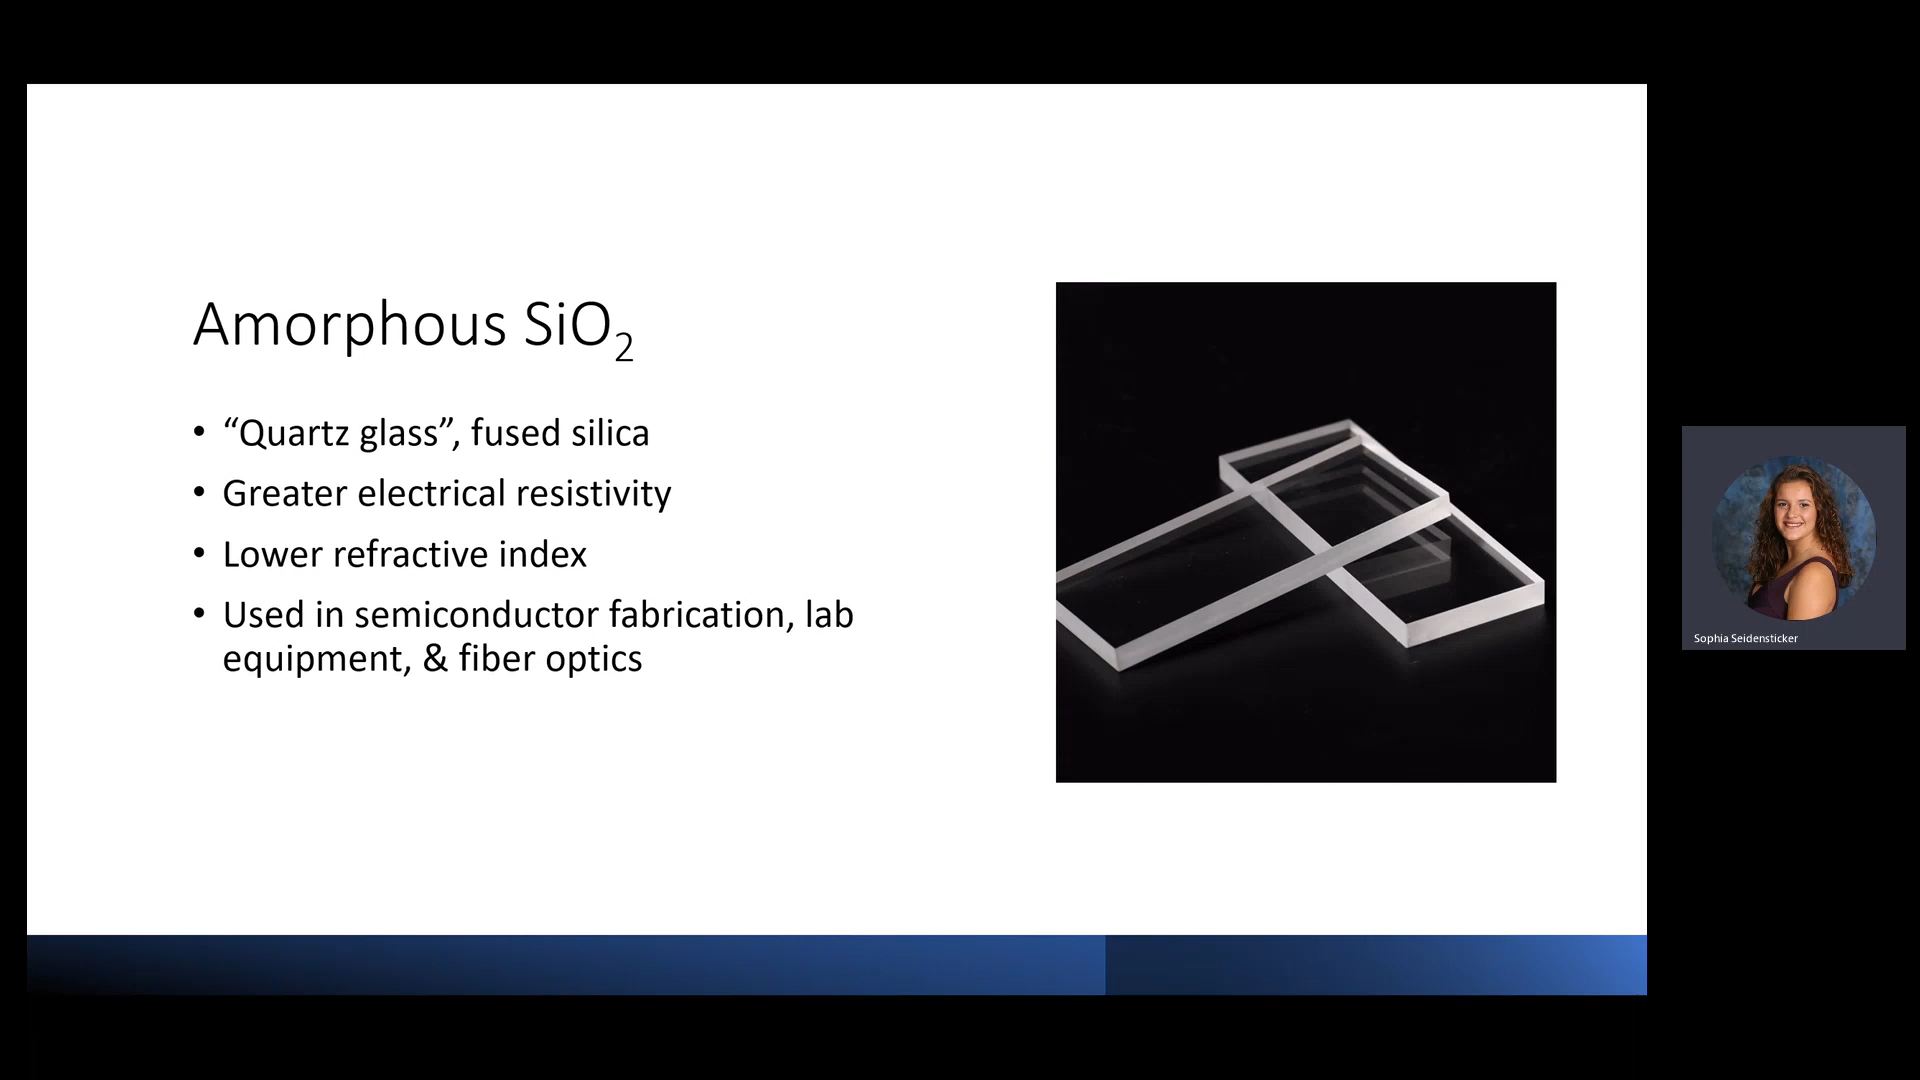 Amorphous SiO₂
• “Quartz glass”, fused silica
• Greater electrical resistivity
• Lower refractive index
• Used in semiconductor fabrication, lab
equipment, & fiber optics
Sophia Seidensticker